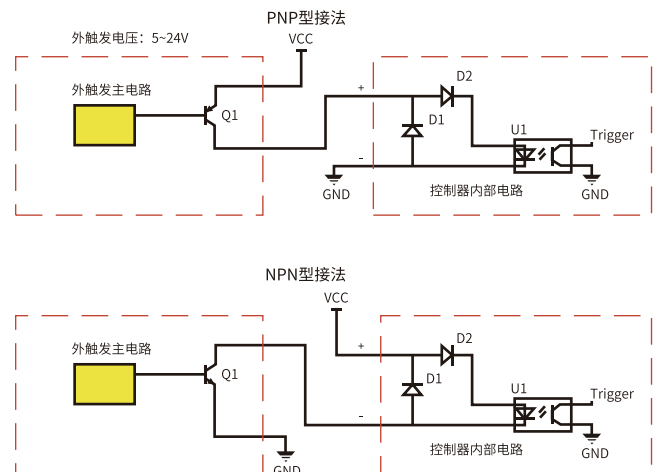 PNP型接法
外触发电压：5~24V
VCC
外触发主电路
Q1
+
D2
D1
U1
Trigger
-
GND
控制器内部电路
GND
NPN型接法
VCC
外触发主电路
Q1
+
D2
D1
U1
Trigger
-
控制器内部电路
GND
GND